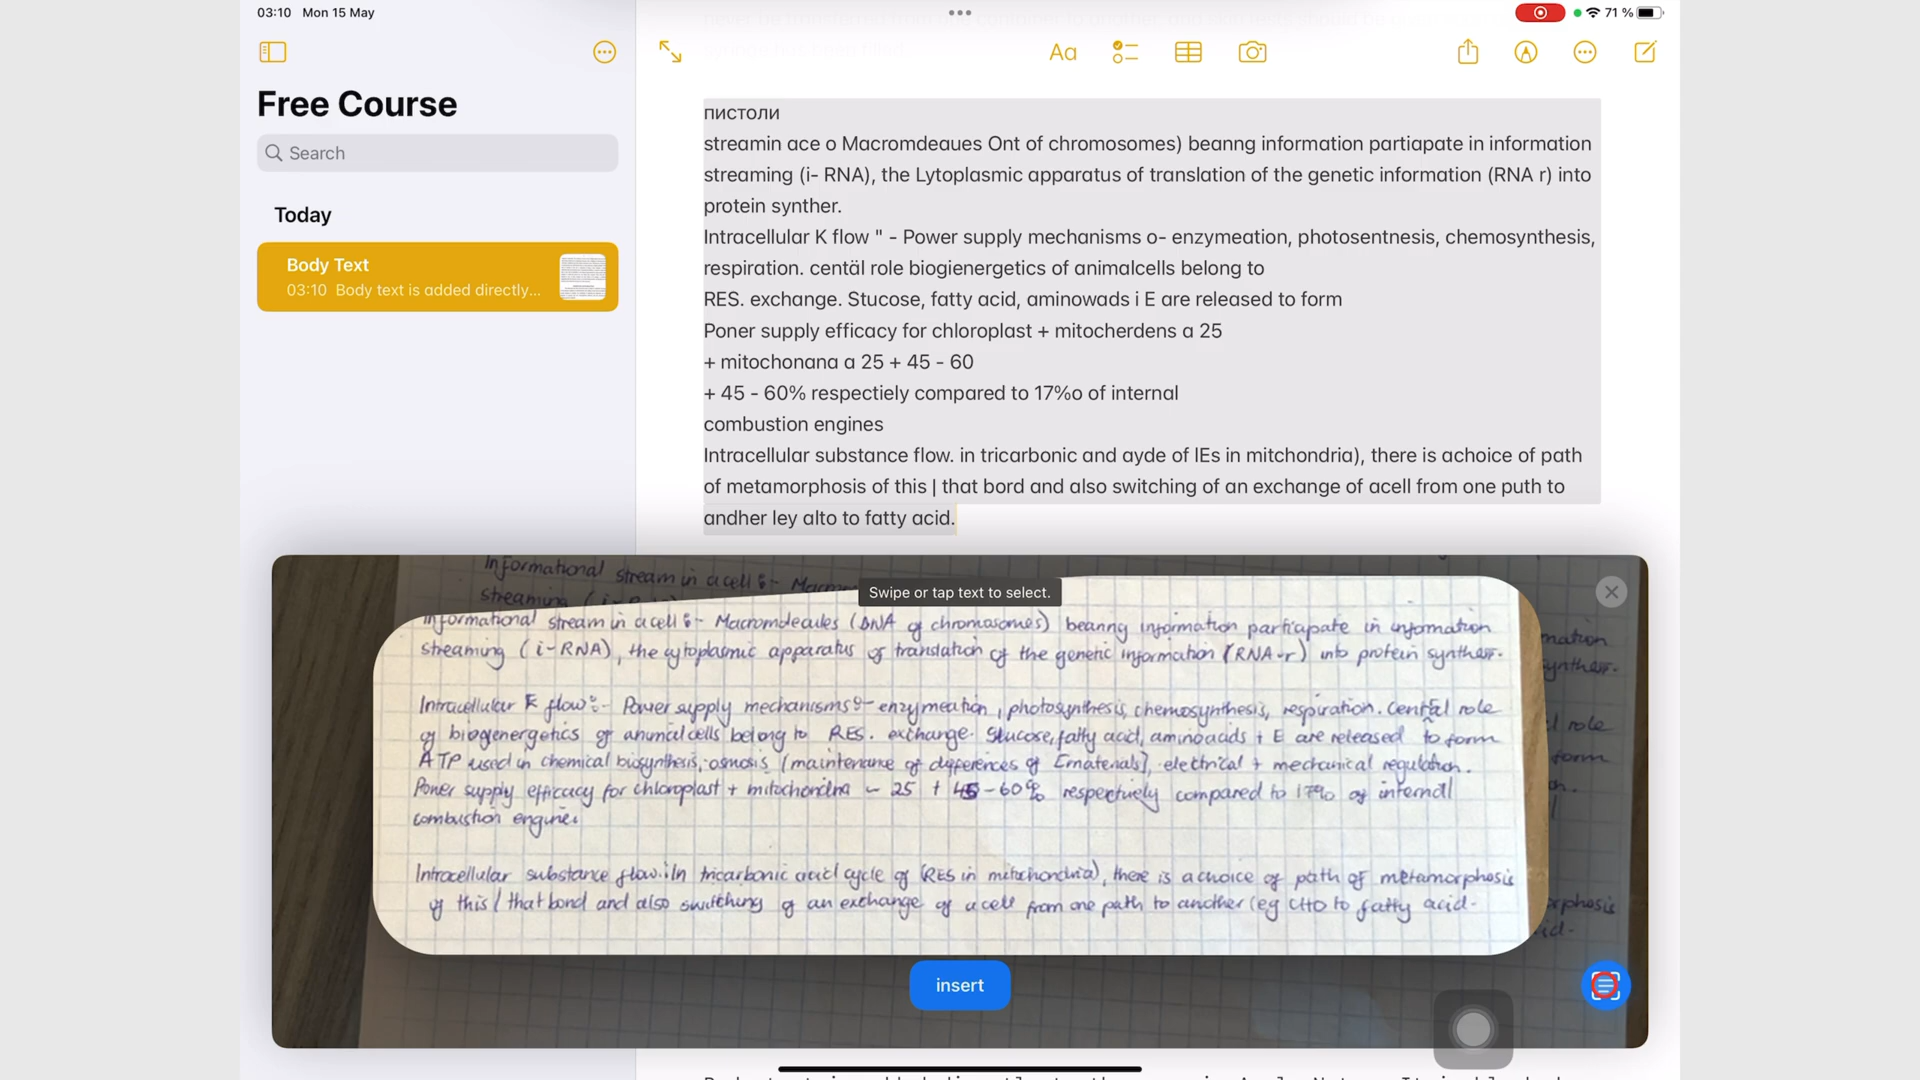 03:10 Mon 15 May
71 %
Free Course
Search
Today
Body Text
03:10 Body text is added directly...
Aa
пистоли
streamin ace o Macromdeaues Ont of chromosomes) beanng information partiapate in information
streaming (i- RNA), the Lytoplasmic apparatus of translation of the genetic information (RNA r) into
protein synther.
Intracellular K flow " - Power supply mechanisms o- enzymeation, photosentnesis, chemosynthesis,
respiration. centäl role biogienergetics of animalcells belong to
RES. exchange. Stucose, fatty acid, aminowads i E are released to form
Poner supply efficacy for chloroplast + mitocherdens a 25
+ mitochonana a 25 + 45 - 60
+ 45 - 60% respectiely compared to 17%o of internal
combustion engines
Intracellular substance flow. in tricarbonic and ayde of lEs in mitchondria), there is achoice of path
of metamorphosis of this | that bord and also switching of an exchange of acell from one puth to
andher ley alto to fatty acid.
Informational stream in a cell
streaming
Swipe or tap text to select.
Informational stream in a cell :- Macromolecules (DNA of chromosomes) bearing information participate in information
streaming (i-RNA), the cytoplasmic apparatus of translation of the genetic information (RNA-r) into protein synthesis.
Intracellular E flow :- Power supply mechanisms :- enzymeation, photosynthesis, chemosynthesis, respiration. Central role
of bioenergetics of animal cells belong to RES. exchange. Glucose, fatty acid, aminoacids + E are released to form
ATP used in chemical biosynthesis, osmosis (maintenance of differences of [materials], electrical + mechanical regulation.
Power supply efficacy for chloroplast + mitochondria ~ 25 + 45 - 60% respectively compared to 17% of internal
combustion engine.
Intracellular substance flow :- In tricarbonic acid cycle of (RES in mitochondria), there is a choice of path of metamorphosis
of this / that bond and also switching of an exchange of a cell from one path to another (eg CHO to fatty acid.
insert